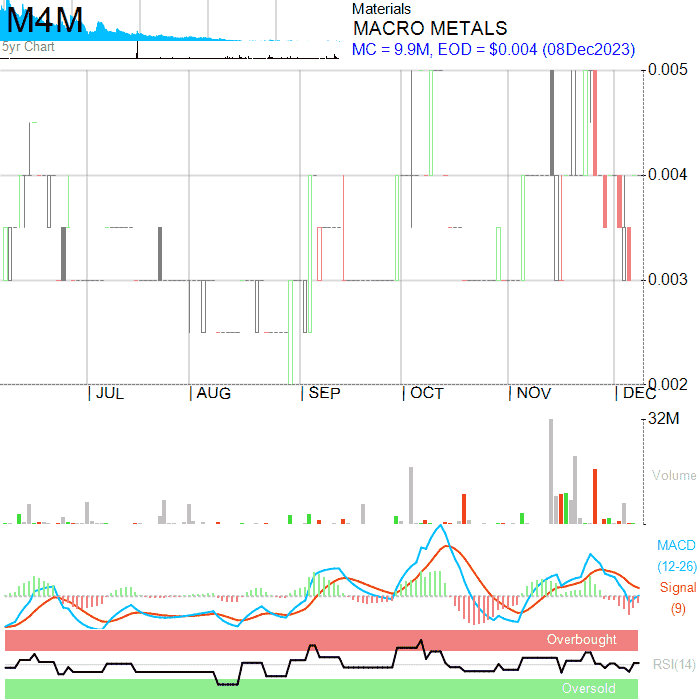 M4M
5yr Chart
Materials
MACRO METALS
MC = 9.9M, EOD = $0.004 (08Dec2023)
0.005
0.004
0.003
0.002
JUL
AUG
SEP
OCT
NOV
DEC
32M
Volume
MACD
(12-26)
Signal
(9)
Overbought
RSI(14)
Oversold